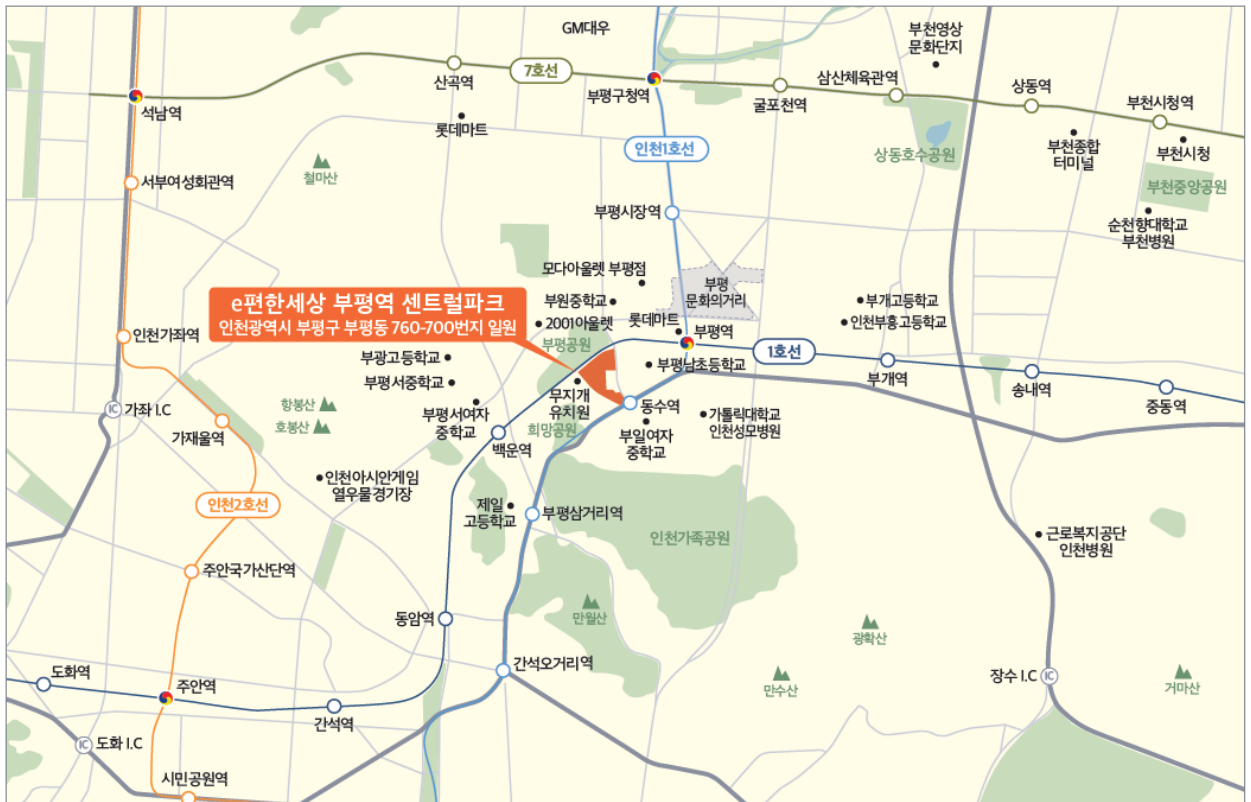 GM대우
부천영상
문화단지
7호선
산곡역
부평구청역
삼산체육관역
굴포천역
상동역
부천시청역
석남역
롯데마트
인천1호선
상동호수공원
부천종합
터미널
부천시청
철마산
서부여성회관역
부천중앙공원
부평시장역
순천향대학교
부천병원
모다아울렛 부평점
부평
문화의거리
e편한세상 부평역 센트럴파크
인천광역시 부평구 부평동 760-700번지 일원
부원중학교
2001아울렛
롯데마트
부평역
부개고등학교
인천부흥고등학교
인천가좌역
부평공원
1호선
부광고등학교
부평남초등학교
부개역
송내역
중동역
부평서중학교
무지개
유치원
IC
가좌 I.C
항봉산
호봉산
부평서여자
중학교
동수역
가톨릭대학교
인천성모병원
가재울역
희망공원
부일여자
중학교
백운역
인천아시안게임
열우물경기장
인천2호선
제일
고등학교
부평삼거리역
인천가족공원
근로복지공단
인천병원
주안국가산단역
동암역
만월산
광학산
도화역
주안역
간석오거리역
만수산
장수 I.C
IC
거마산
간석역
IC
도화 I.C
시민공원역